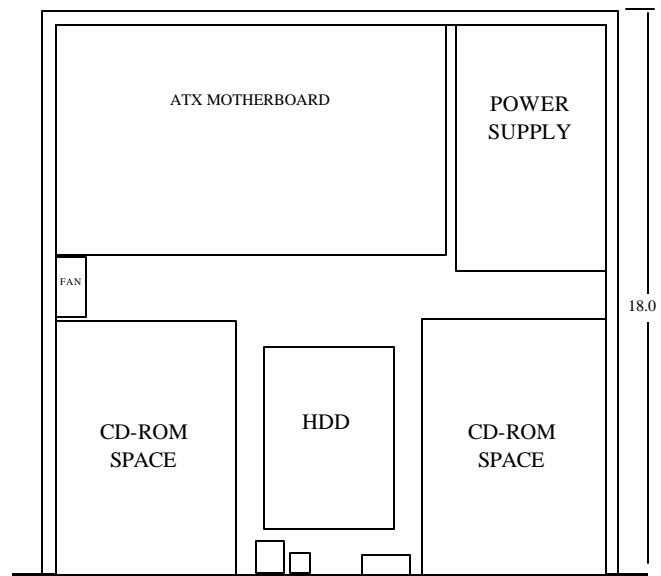 ATX MOTHERBOARD
POWER
SUPPLY
FAN
18.0
HDD
CD-ROM
SPACE
CD-ROM
SPACE